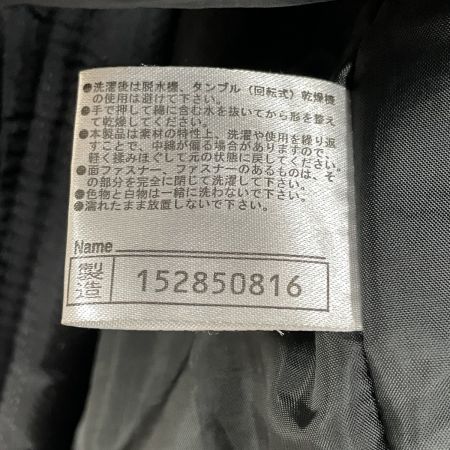 ●洗濯後は脱水機、タンブル(回転式)乾燥機
の使用は避けて下さい。
●手で押して綿に含む水を抜いてから形を整え
て乾燥してください。
●本製品は素材の特性上、洗濯や使用を繰り返
すことで、中綿が偏る場合がありますので、
軽く揉みほぐして元の状態に戻してください。
●面ファスナー、ファスナーのあるものは、そ
の部分を完全に閉じて洗濯して下さい。
●色物と白物は一緒に洗わないで下さい。
●濡れたまま放置しないで下さい。
Name
製造 152850816